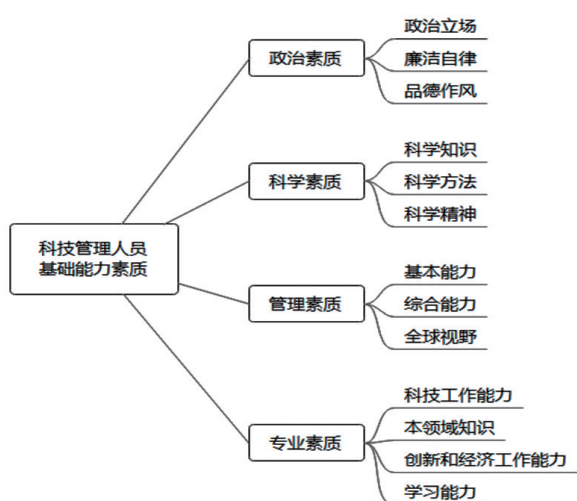 科技管理人员
基础能力素质
政治素质
政治立场
廉洁自律
品德作风
科学素质
科学知识
科学方法
科学精神
管理素质
基本能力
综合能力
全球视野
专业素质
科技工作能力
本领域知识
创新和经济工作能力
学习能力